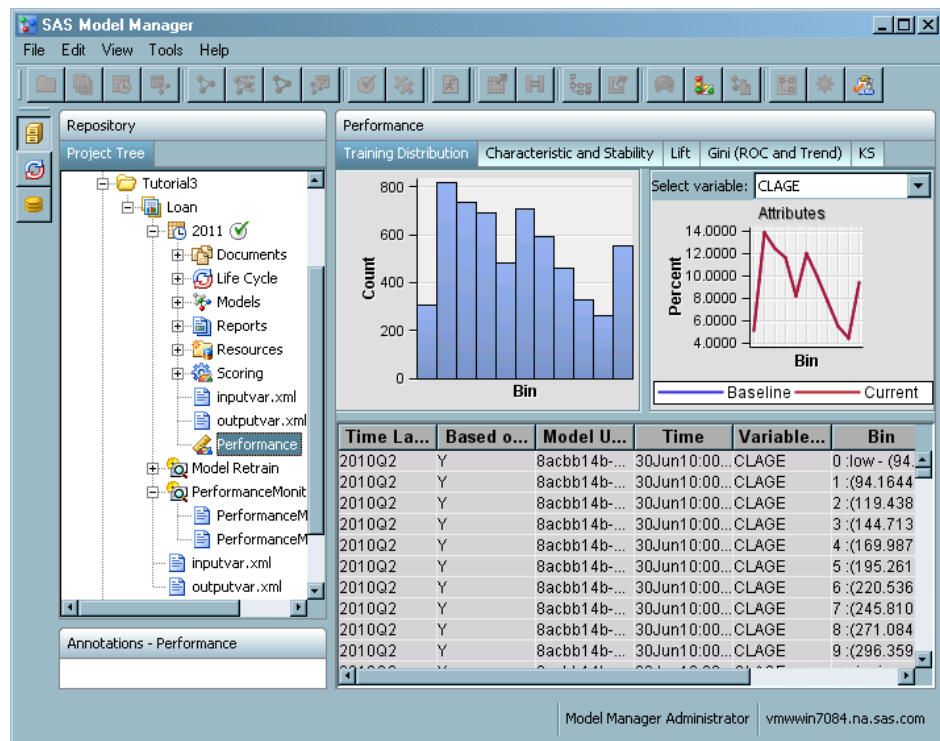 SAS Model Manager
File Edit View Tools Help
Repository
Project Tree
Tutorial3
Loan
2011
Documents
Life Cycle
Models
Reports
Resources
Scoring
inputvar.xml
outputvar.xml
Performance
Model Retrain
PerformanceMonit
PerformanceM
PerformanceM
inputvar.xml
outputvar.xml
Annotations - Performance
Performance
Training Distribution Characteristic and Stability Lift Gini (ROC and Trend) KS
800
600
400
200
0
Count
Bin
Select variable: CLAGE
Attributes
14.0000
12.0000
10.0000
8.0000
6.0000
4.0000
Percent
Bin
Baseline Current
Time La... Based o... Model U... Time Variable... Bin
2010Q2 Y 8acbb14b-... 30Jun10:00... CLAGE 0 :low - (94.
2010Q2 Y 8acbb14b-... 30Jun10:00... CLAGE 1 :(94.1644
2010Q2 Y 8acbb14b-... 30Jun10:00... CLAGE 2 :(119.438
2010Q2 Y 8acbb14b-... 30Jun10:00... CLAGE 3 :(144.713
2010Q2 Y 8acbb14b-... 30Jun10:00... CLAGE 4 :(169.987
2010Q2 Y 8acbb14b-... 30Jun10:00... CLAGE 5 :(195.261
2010Q2 Y 8acbb14b-... 30Jun10:00... CLAGE 6 :(220.536
2010Q2 Y 8acbb14b-... 30Jun10:00... CLAGE 7 :(245.810
2010Q2 Y 8acbb14b-... 30Jun10:00... CLAGE 8 :(271.084
2010Q2 Y 8acbb14b-... 30Jun10:00... CLAGE 9 :(296.359
Model Manager Administrator vmwwin7084.na.sas.com